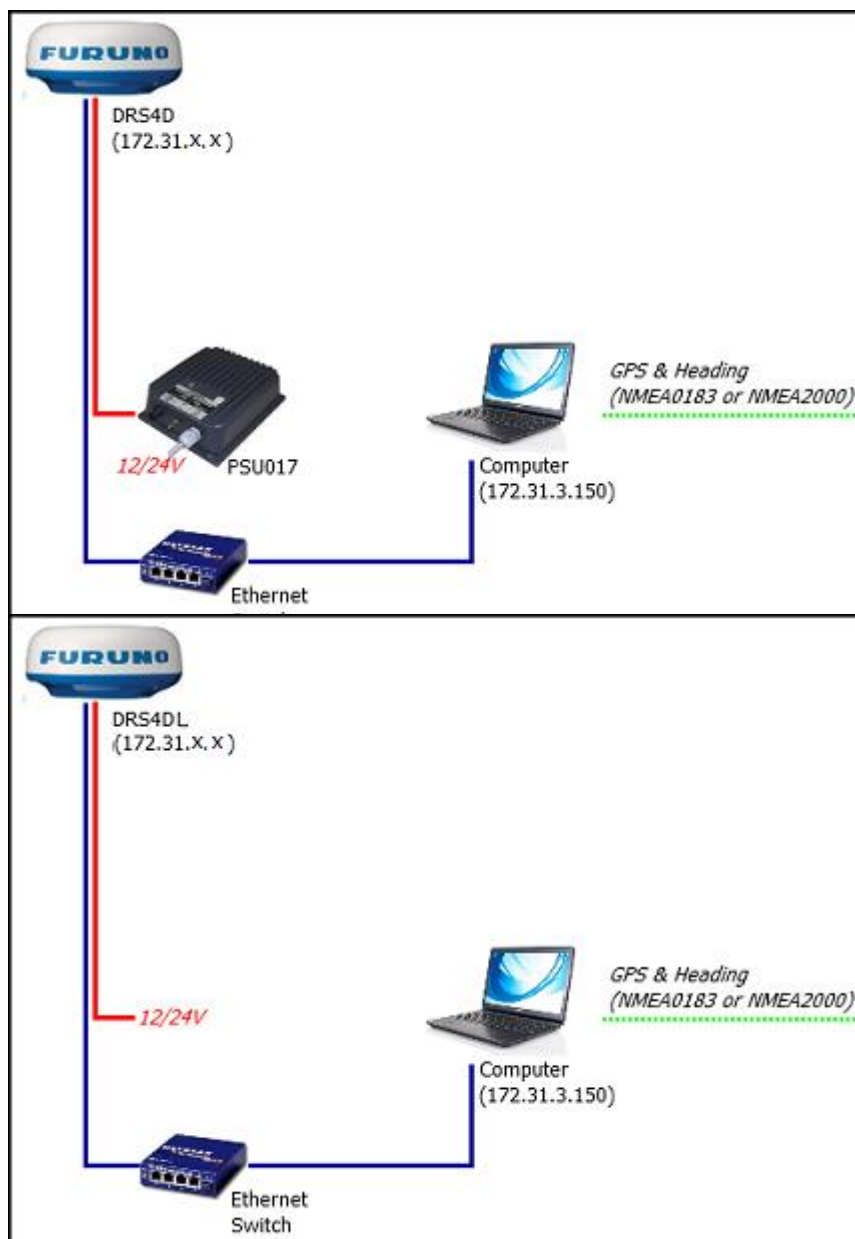 FURUNO
DRS4D
(172.31.x.x)
GPS & Heading
(NMEA0183 or NMEA2000)
12/24V
PSU017
Computer
(172.31.3.150)
Ethernet
FURUNO
DRS4DL
(172.31.x.x)
GPS & Heading
(NMEA0183 or NMEA2000)
12/24V
Computer
(172.31.3.150)
Ethernet
Switch